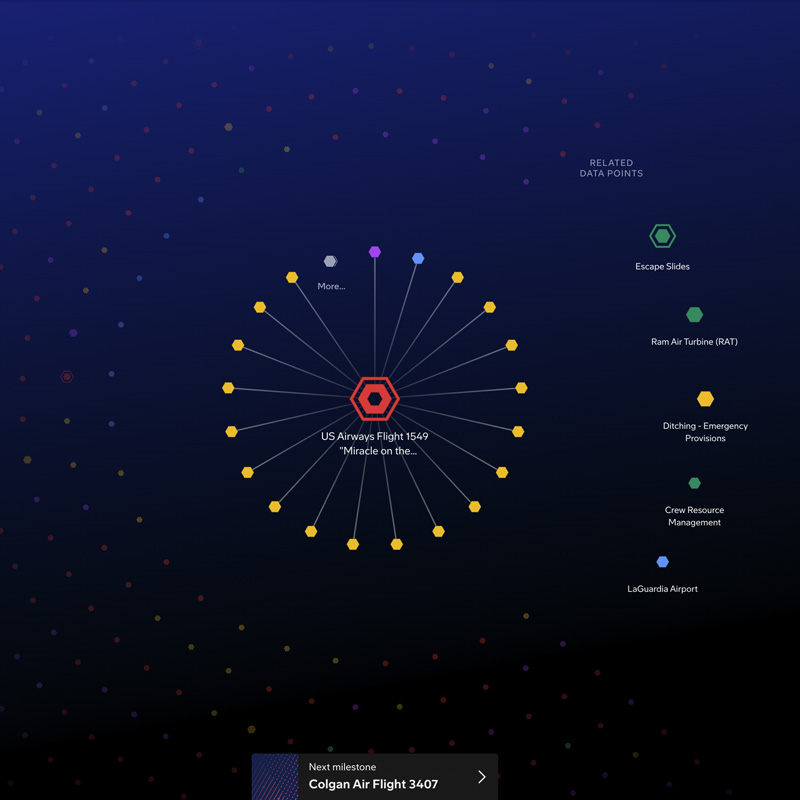 RELATED
DATA POINTS
Escape Slides
More...
Ram Air Turbine (RAT)
Ditching - Emergency
Provisions
US Airways Flight 1549
"Miracle on the...
Crew Resource
Management
LaGuardia Airport
Next milestone
Colgan Air Flight 3407